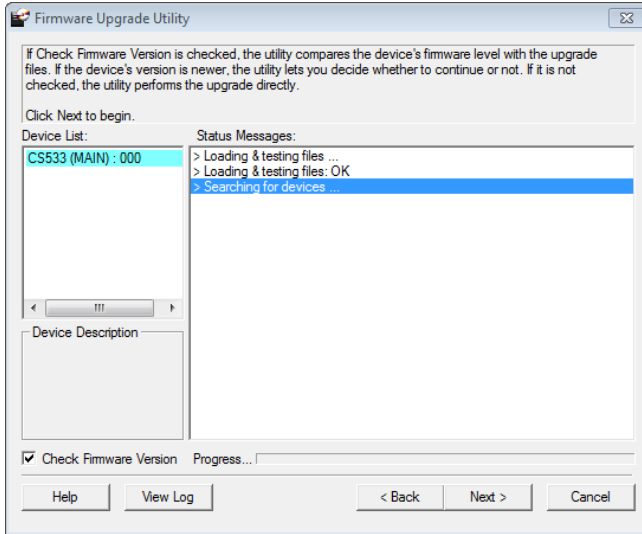 Firmware Upgrade Utility
If Check Firmware Version is checked, the utility compares the device's firmware level with the upgrade
files. If the device's version is newer, the utility lets you decide whether to continue or not. If it is not
checked, the utility performs the upgrade directly.
Click Next to begin.
Device List:
Status Messages:
CS533 (MAIN) : 000
> Loading & testing files ...
> Loading & testing files: OK
> Searching for devices ...
Device Description
Check Firmware Version
Progress...
Help
View Log
< Back
Next >
Cancel